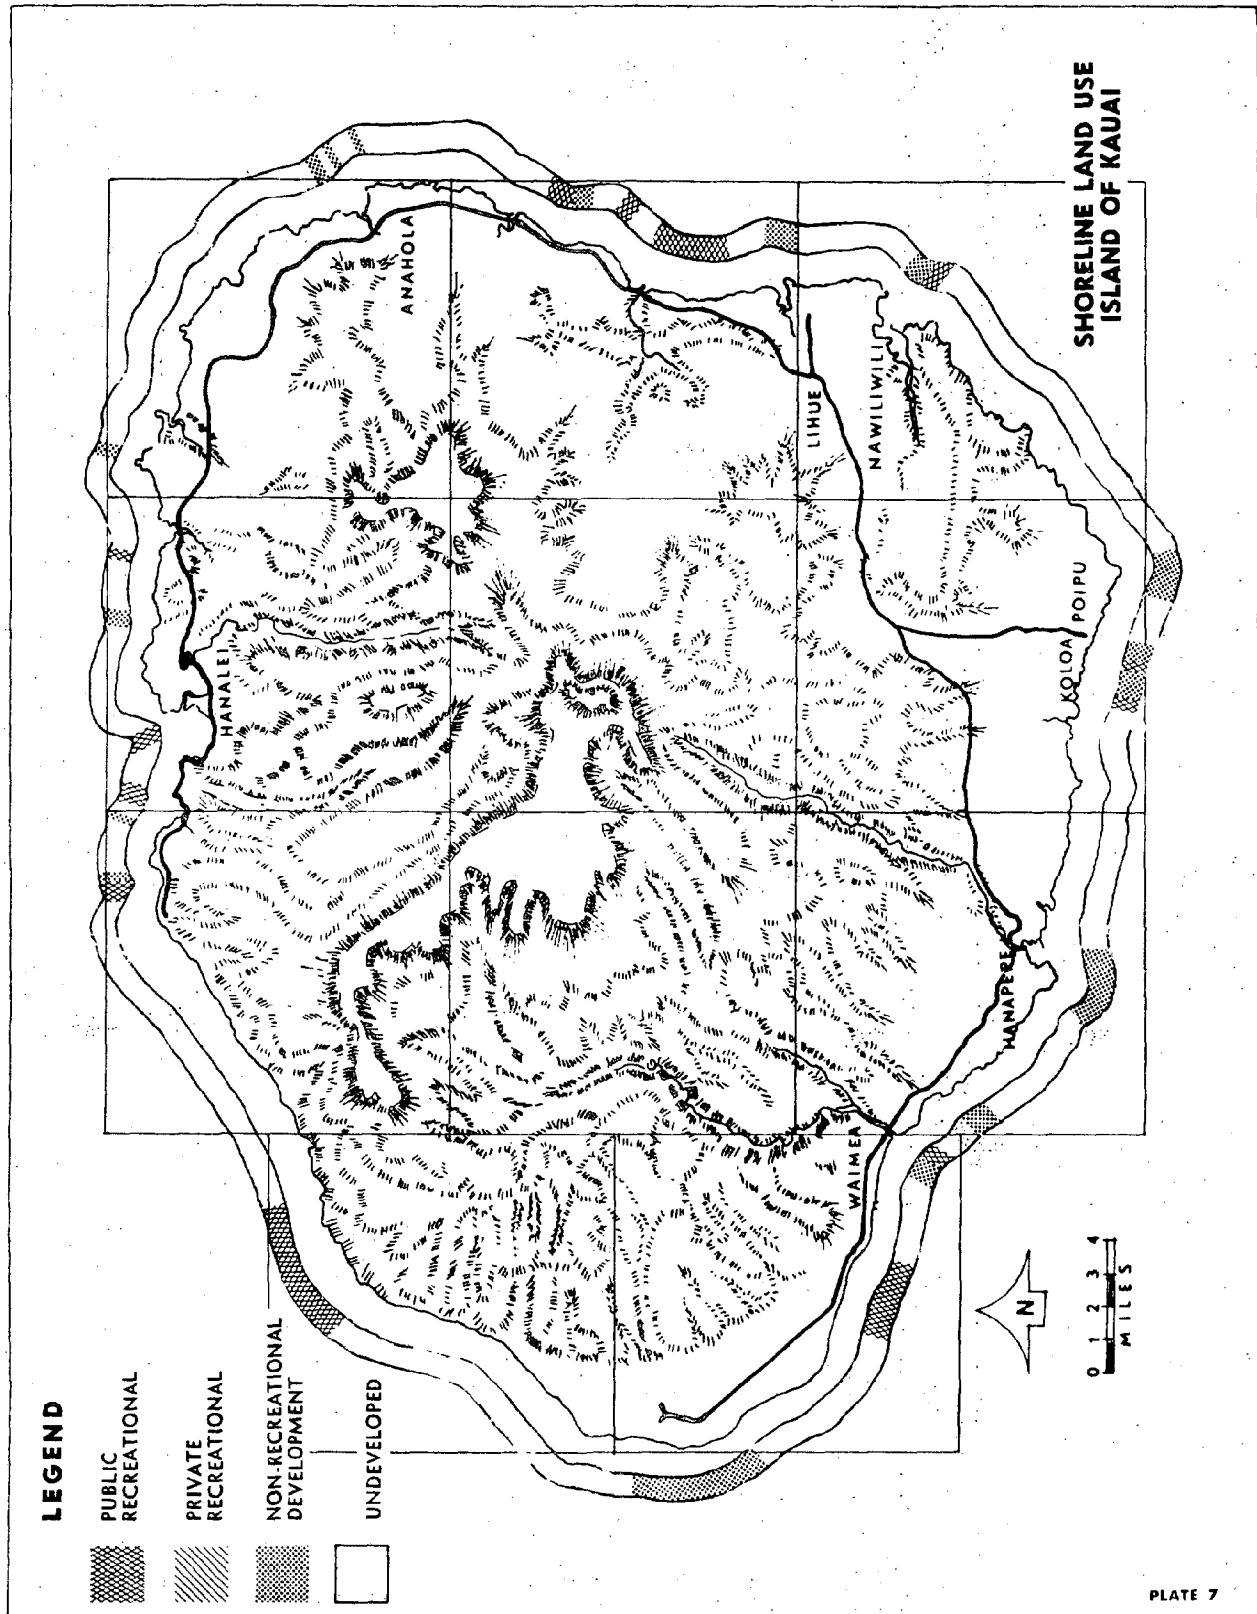 SHORELINE LAND USE
ISLAND OF KAUAI
LEGEND
PUBLIC
RECREATIONAL
PRIVATE
RECREATIONAL
NON-RECREATIONAL
DEVELOPMENT
UNDEVELOPED
HANALEI
ANAHOLA
LIHUE
NAWILIWILI
KOLOA
POIPU
HANAPEPE
WAIMEA
N
0 1 2 3 4
MILES
PLATE 7